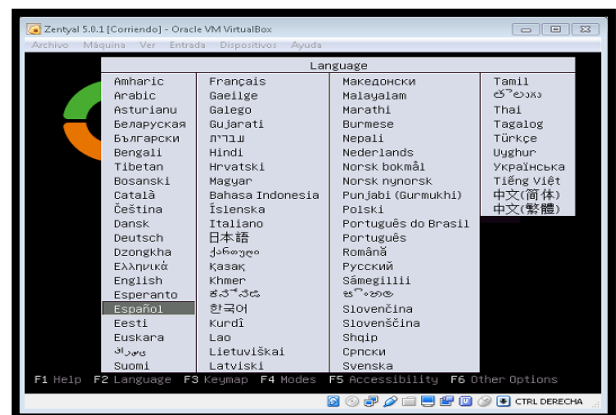 Zentyal 5.0.1 [Corriendo] - Oracle VM VirtualBox
Archivo Máquina Ver Entrada Dispositivos Ayuda
Language
Amharic
Arabic
Asturianu
Беларуская
Български
Bengali
Tibetan
Bosanski
Català
Čeština
Dansk
Deutsch
Dzongkha
Ελληνικά
English
Esperanto
Español
Eesti
Euskara
Suomi
Français
Gaeilge
Galego
Gujarati
עברית
Hindi
Hrvatski
Magyar
Bahasa Indonesia
Íslenska
Italiano
日本語
ქართული
Қазақ
Khmer
ಕನ್ನಡ
한국어
Kurdî
Lao
Lietuviškai
Latviski
Македонски
Malayalam
Marathi
Burmese
Nepali
Nederlands
Norsk bokmål
Norsk nynorsk
Punjabi (Gurmukhi)
Polski
Português do Brasil
Português
Română
Русский
Sámegillii
සිංහල
Slovenčina
Slovenščina
Shqip
Српски
Svenska
Tamil
తెలుగు
Thai
Tagalog
Türkçe
Uyghur
Українська
Tiếng Việt
中文(简体)
中文(繁體)
F1 Help F2 Language F3 Keymap F4 Modes F5 Accessibility F6 Other Options
CTRL DERECHA